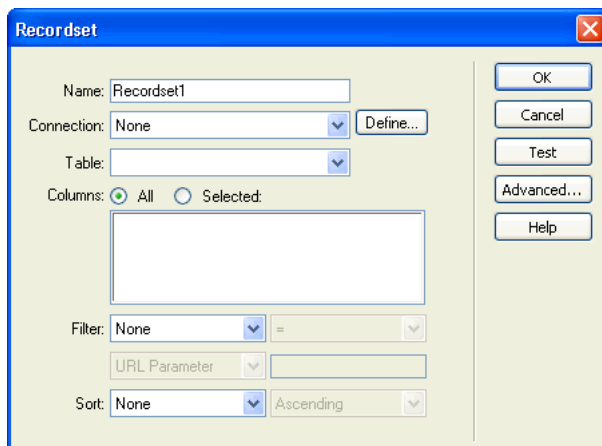 Recordset
Name: Recordset1
Connection: None Define...
Table:
Columns: All Selected:
Filter: None =
URL Parameter
Sort: None Ascending
OK
Cancel
Test
Advanced...
Help